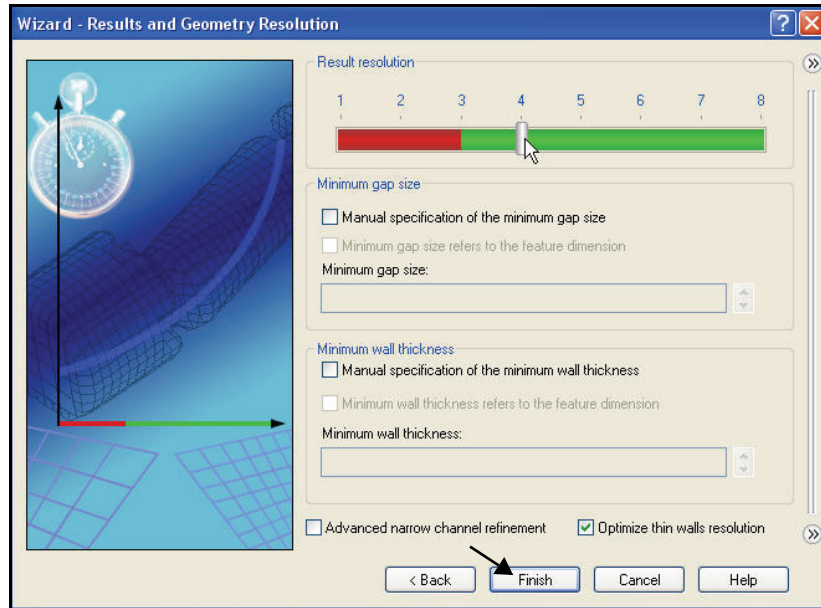 Wizard - Results and Geometry Resolution
Result resolution
1 2 3 4 5 6 7 8
Minimum gap size
Manual specification of the minimum gap size
Minimum gap size refers to the feature dimension
Minimum gap size:
Minimum wall thickness
Manual specification of the minimum wall thickness
Minimum wall thickness refers to the feature dimension
Minimum wall thickness:
Advanced narrow channel refinement Optimize thin walls resolution
< Back Finish Cancel Help